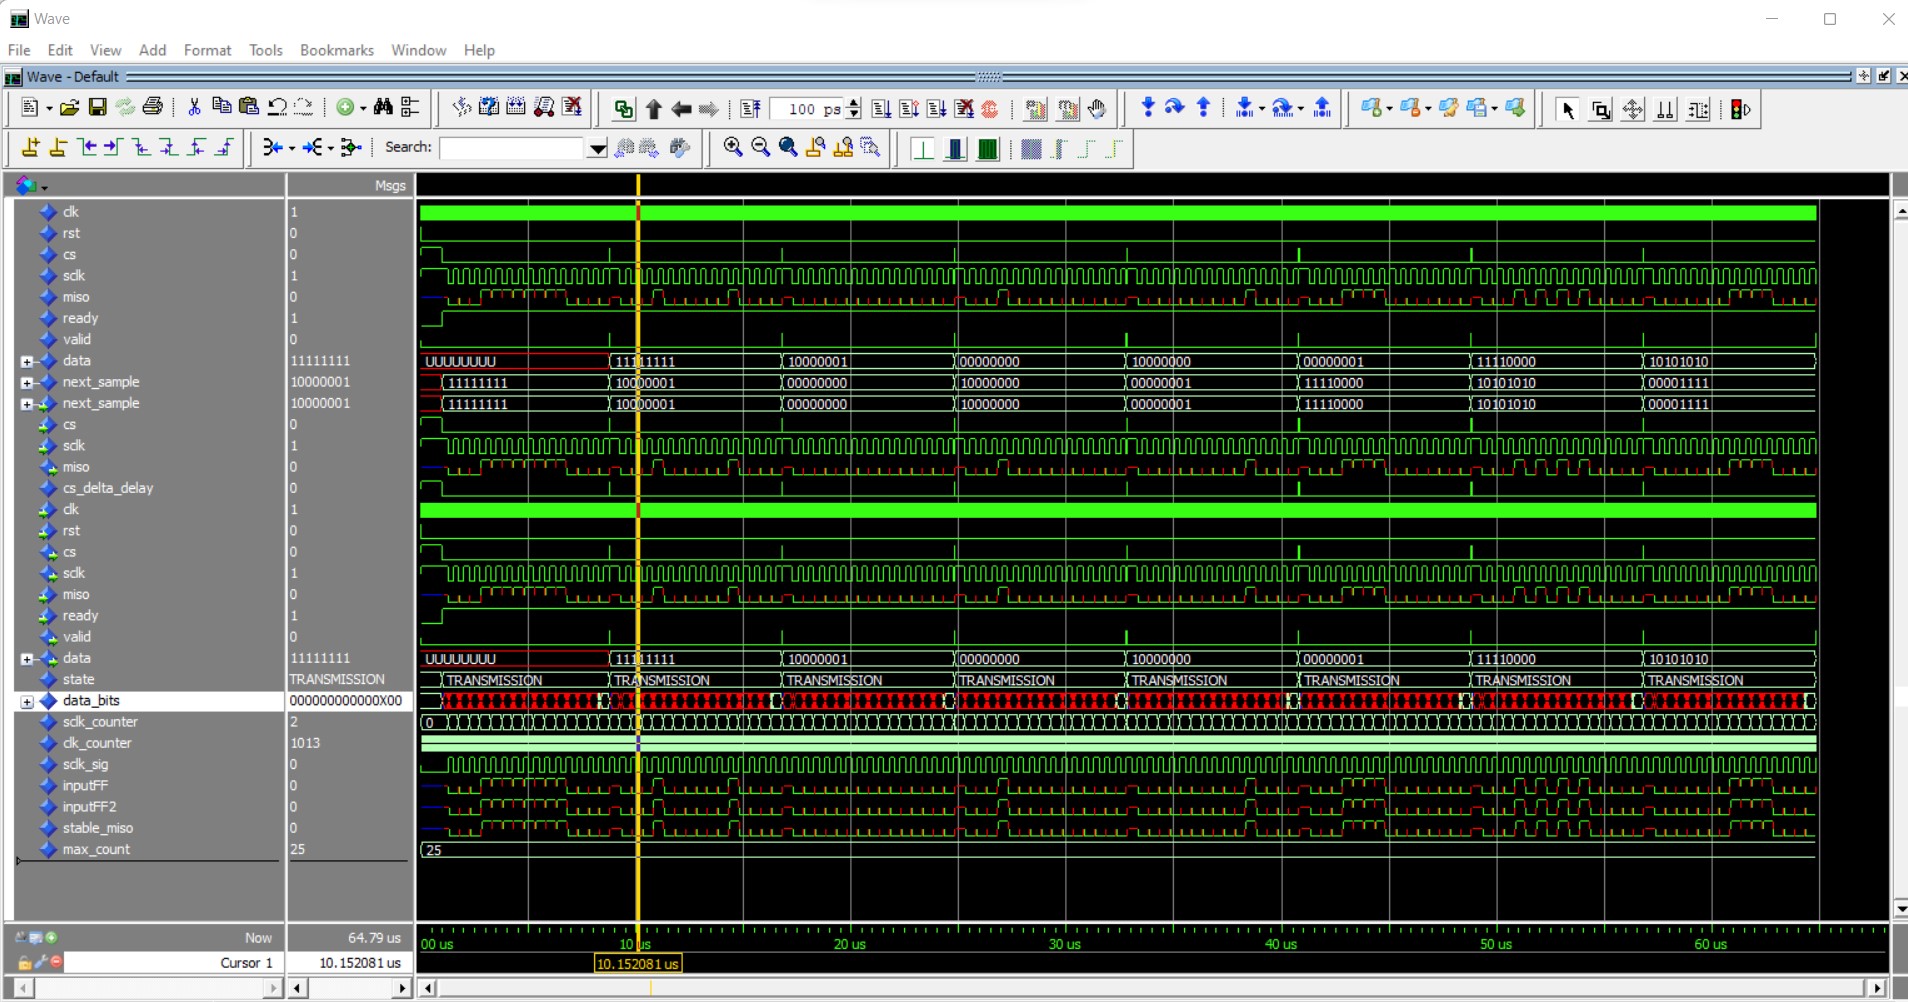 Wave
File Edit View Add Format Tools Bookmarks Window Help
Wave - Default
100 ps
Search:
Msgs
clk 1
rst 0
cs 0
sclk 1
miso 0
ready 1
valid 0
data 11111111 UUUUUUUU 11111111 10000001 00000000 10000000 00000001 11110000 10101010
next_sample 10000001 11111111 10000001 00000000 10000000 00000001 11110000 10101010 00001111
next_sample 10000001 11111111 10000001 00000000 10000000 00000001 11110000 10101010 00001111
cs 0
sclk 1
miso 0
cs_delta_delay 0
clk 1
rst 0
cs 0
sclk 1
miso 0
ready 1
valid 0
data 11111111 UUUUUUUU 11111111 10000001 00000000 10000000 00000001 11110000 10101010
state TRANSMISSION TRANSMISSION TRANSMISSION TRANSMISSION TRANSMISSION TRANSMISSION TRANSMISSION TRANSMISSION TRANSMISSION
data_bits 000000000000X00
sclk_counter 2 0
clk_counter 1013
sclk_sig 0
inputFF 0
inputFF2 0
stable_miso 0
max_count 25 25
Now 64.79 us 00 us 10 us 20 us 30 us 40 us 50 us 60 us
Cursor 1 10.152081 us 10.152081 us